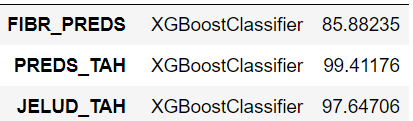 FIBR_PREDS XGBoostClassifier 85.88235
PREDS_TAH XGBoostClassifier 99.41176
JELUD_TAH XGBoostClassifier 97.64706